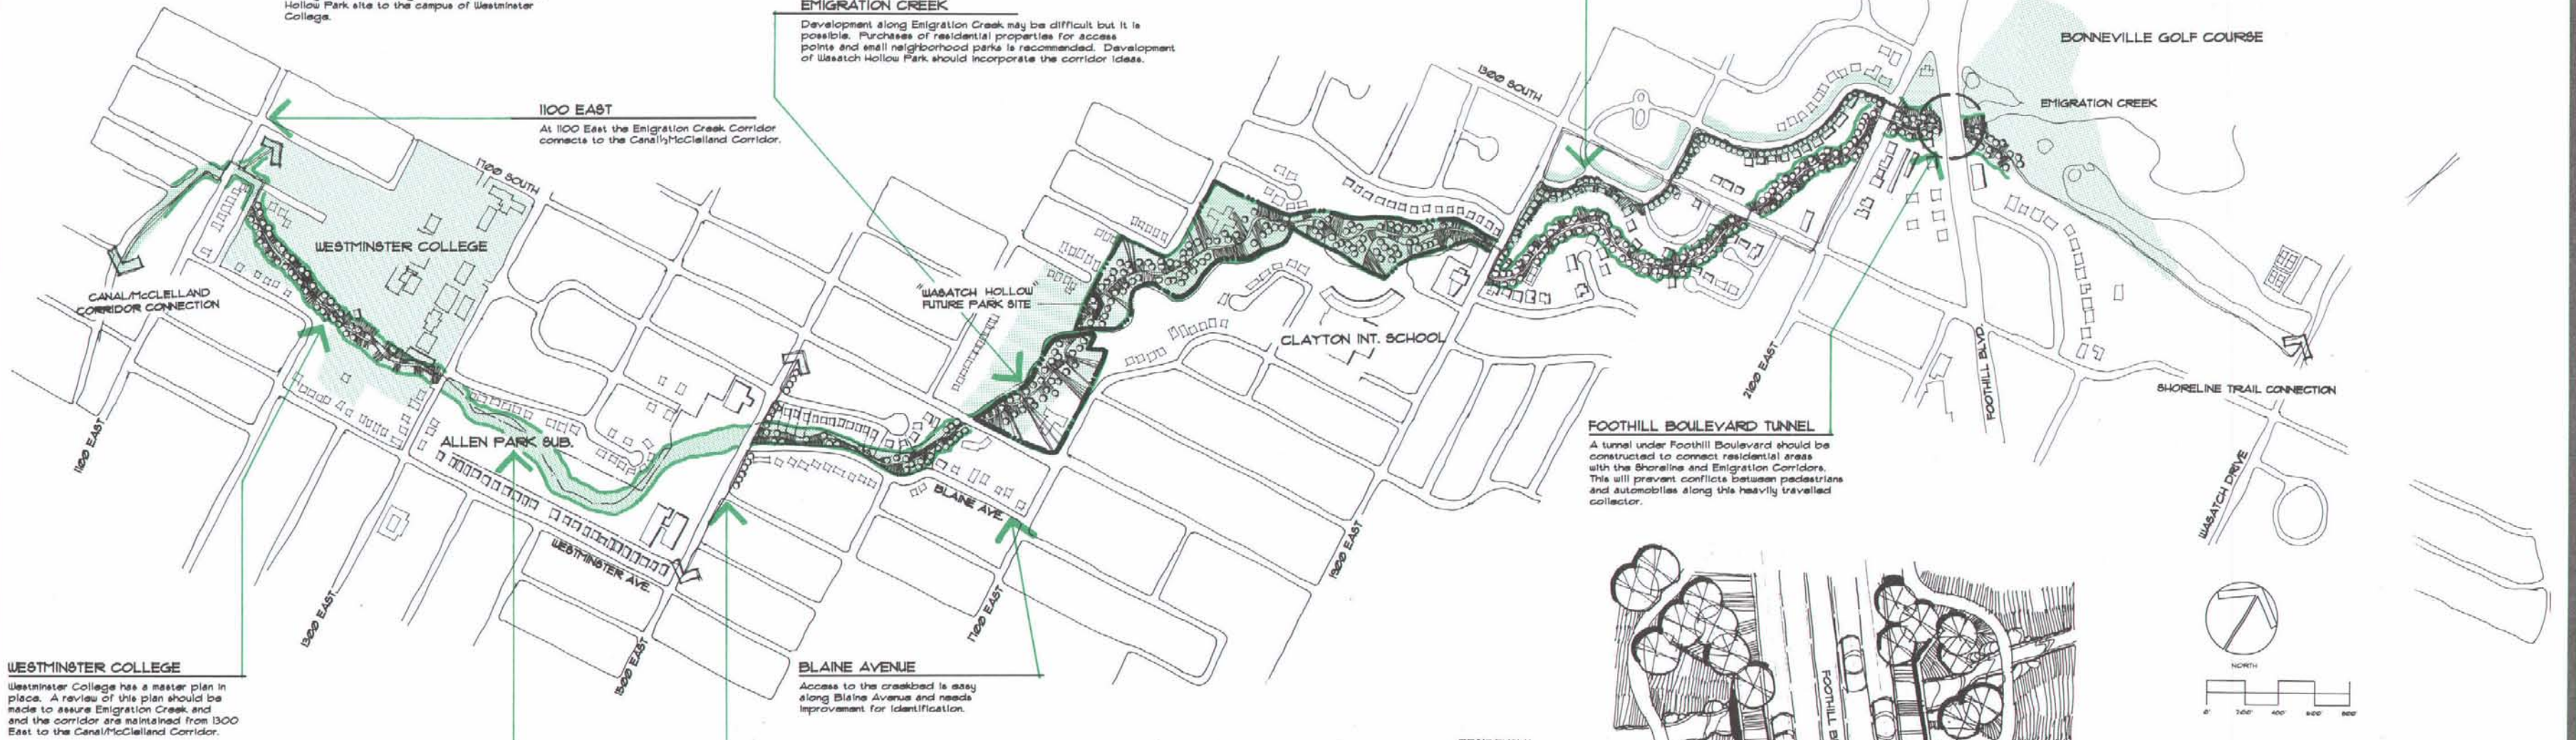 Hollow Park site to the campus of Westminster
College.
EMIGRATION CREEK
Development along Emigration Creek may be difficult but it is
possible. Purchases of residential properties for access
points and small neighborhood parks is recommended. Development
of Wasatch Hollow Park should incorporate the corridor ideas.
BONNEVILLE GOLF COURSE
1300 SOUTH
EMIGRATION CREEK
1100 EAST
At 1100 East the Emigration Creek Corridor
connects to the Canal/McClelland Corridor.
1700 SOUTH
WESTMINSTER COLLEGE
CANAL/McCLELLAND
CORRIDOR CONNECTION
"WASATCH HOLLOW"
FUTURE PARK SITE
CLAYTON INT. SCHOOL
2100 EAST
FOOTHILL BLVD.
SHORELINE TRAIL CONNECTION
1100 EAST
ALLEN PARK SUB.
FOOTHILL BOULEVARD TUNNEL
A tunnel under Foothill Boulevard should be
constructed to connect residential areas
with the Shoreline and Emigration Corridors.
This will prevent conflicts between pedestrians
and automobiles along this heavily travelled
collector.
BLAINE AVE.
WASATCH DRIVE
WESTMINSTER AVE.
1900 EAST
1300 EAST
1700 EAST
1500 EAST
WESTMINSTER COLLEGE
Westminster College has a master plan in
place. A review of this plan should be
made to assure Emigration Creek and
and the corridor are maintained from 1300
East to the Canal/McClelland Corridor.
BLAINE AVENUE
Access to the creekbed is easy
along Blaine Avenue and needs
improvement for identification.
FOOTHILL B
NORTH
0' 200' 400' 600' 800'